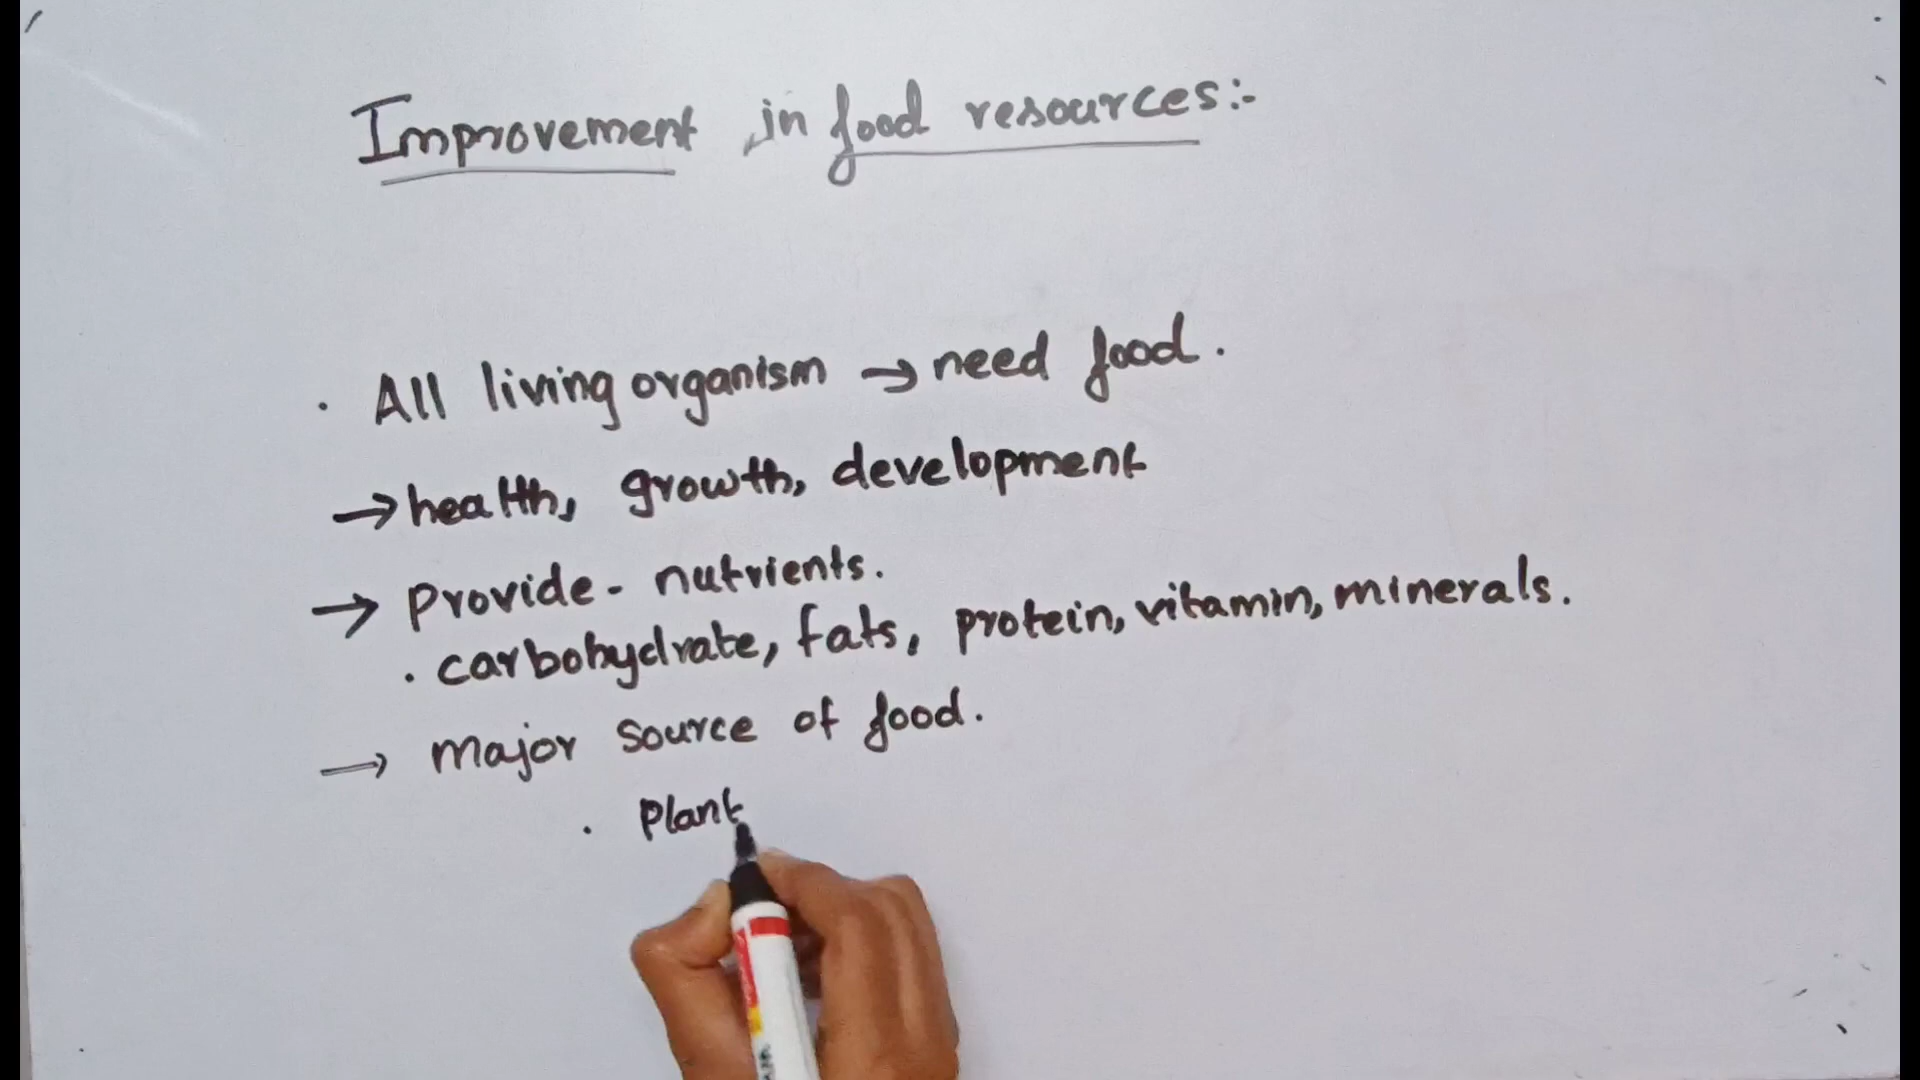 Improvement in food resources:-
. All living organism → need food.
→ health, growth, development
→ provide - nutrients.
. carbohydrate, fats, protein, vitamin, minerals.
→ major source of food.
. plant